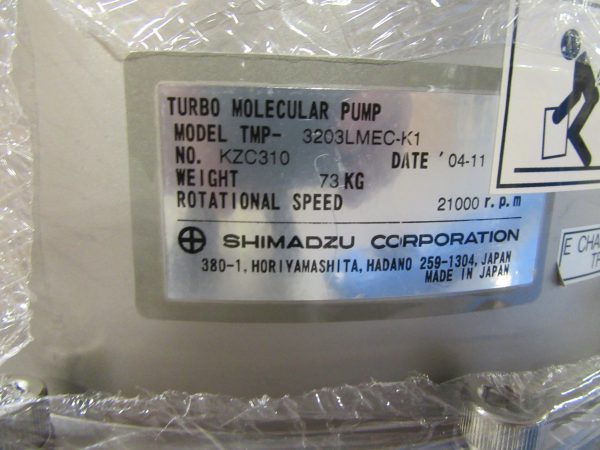 TURBO MOLECULAR PUMP
MODEL TMP- 3203LMEC-K1
NO. KZC310 DATE '04-11
WEIGHT 73 KG
ROTATIONAL SPEED 21000 r.p.m
SHIMADZU CORPORATION
380-1, HORIYAMASHITA, HADANO 259-1304, JAPAN
MADE IN JAPAN
E